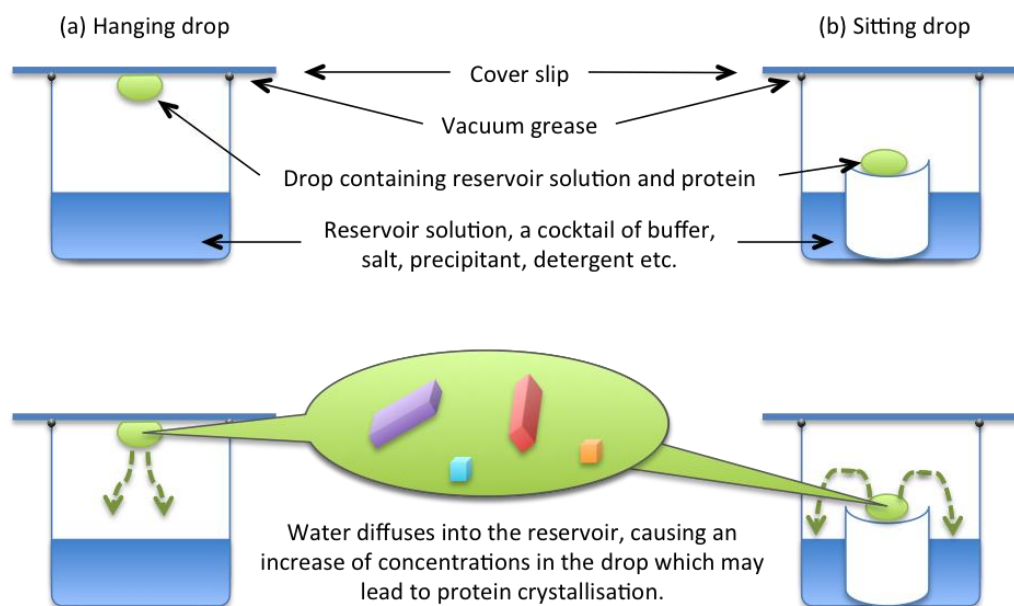 (a) Hanging drop
(b) Sitting drop
Cover slip
Vacuum grease
Drop containing reservoir solution and protein
Reservoir solution, a cocktail of buffer,
salt, precipitant, detergent etc.
Water diffuses into the reservoir, causing an
increase of concentrations in the drop which may
lead to protein crystallisation.